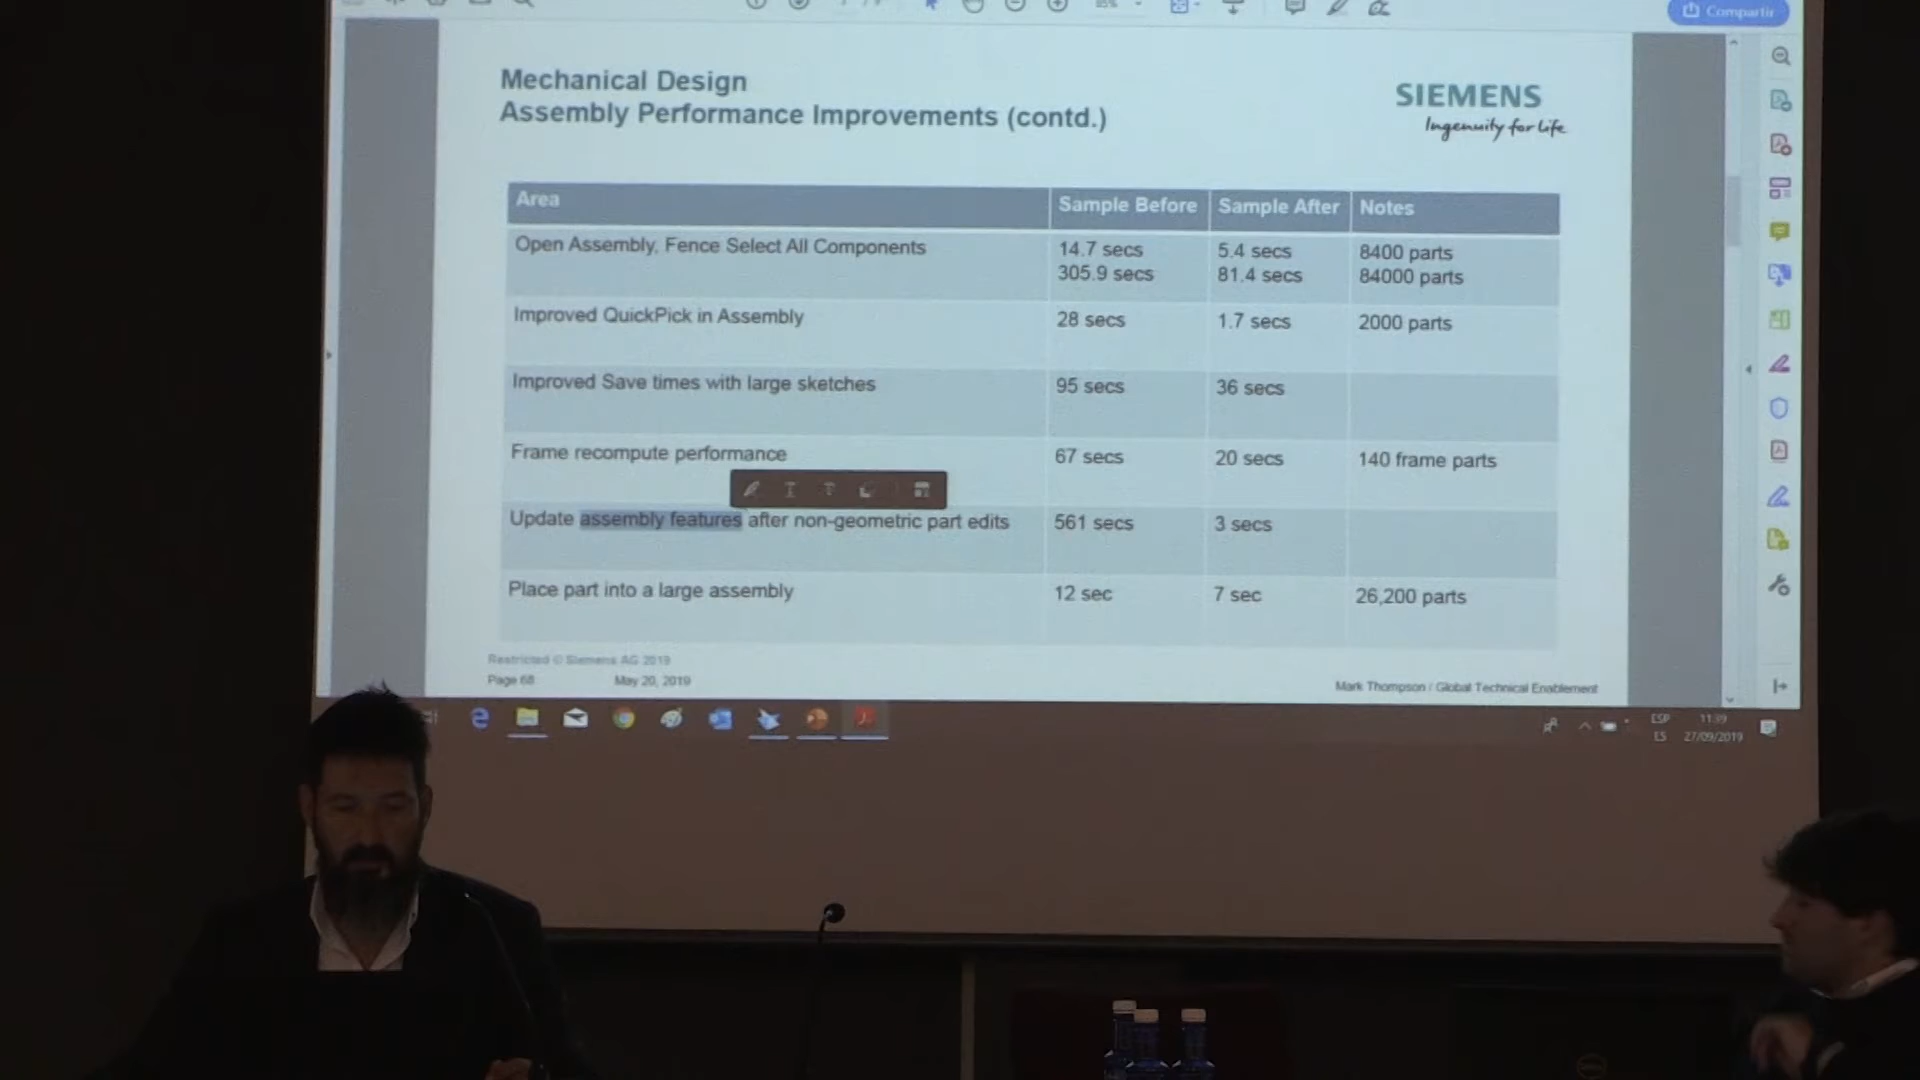 Compartir
Mechanical Design
Assembly Performance Improvements (contd.)
SIEMENS
Ingenuity for Life
Area Sample Before Sample After Notes
Open Assembly, Fence Select All Components 14.7 secs 5.4 secs 8400 parts
305.9 secs 81.4 secs 84000 parts
Improved QuickPick in Assembly 28 secs 1.7 secs 2000 parts
Improved Save times with large sketches 95 secs 36 secs
Frame recompute performance 67 secs 20 secs 140 frame parts
Update assembly features after non-geometric part edits 561 secs 3 secs
Place part into a large assembly 12 sec 7 sec 26,200 parts
Restricted © Siemens AG 2019
Page 68 May 20, 2019
Mark Thompson / Global Technical Enablement
ESP 11:39
ES 27/09/2019